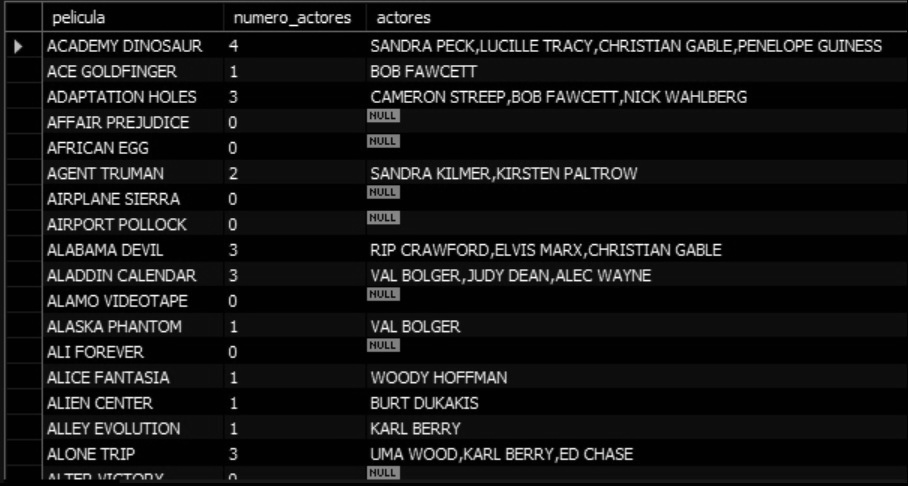 pelicula numero_actores actores
ACADEMY DINOSAUR 4 SANDRA PECK,LUCILLE TRACY,CHRISTIAN GABLE,PENELOPE GUINESS
ACE GOLDFINGER 1 BOB FAWCETT
ADAPTATION HOLES 3 CAMERON STREEP,BOB FAWCETT,NICK WAHLBERG
AFFAIR PREJUDICE 0 NULL
AFRICAN EGG 0 NULL
AGENT TRUMAN 2 SANDRA KILMER,KIRSTEN PALTROW
AIRPLANE SIERRA 0 NULL
AIRPORT POLLOCK 0 NULL
ALABAMA DEVIL 3 RIP CRAWFORD,ELVIS MARX,CHRISTIAN GABLE
ALADDIN CALENDAR 3 VAL BOLGER,JUDY DEAN,ALEC WAYNE
ALAMO VIDEOTAPE 0 NULL
ALASKA PHANTOM 1 VAL BOLGER
ALI FOREVER 0 NULL
ALICE FANTASIA 1 WOODY HOFFMAN
ALIEN CENTER 1 BURT DUKAKIS
ALLEY EVOLUTION 1 KARL BERRY
ALONE TRIP 3 UMA WOOD,KARL BERRY,ED CHASE
ALTER VICTORY 0 NULL